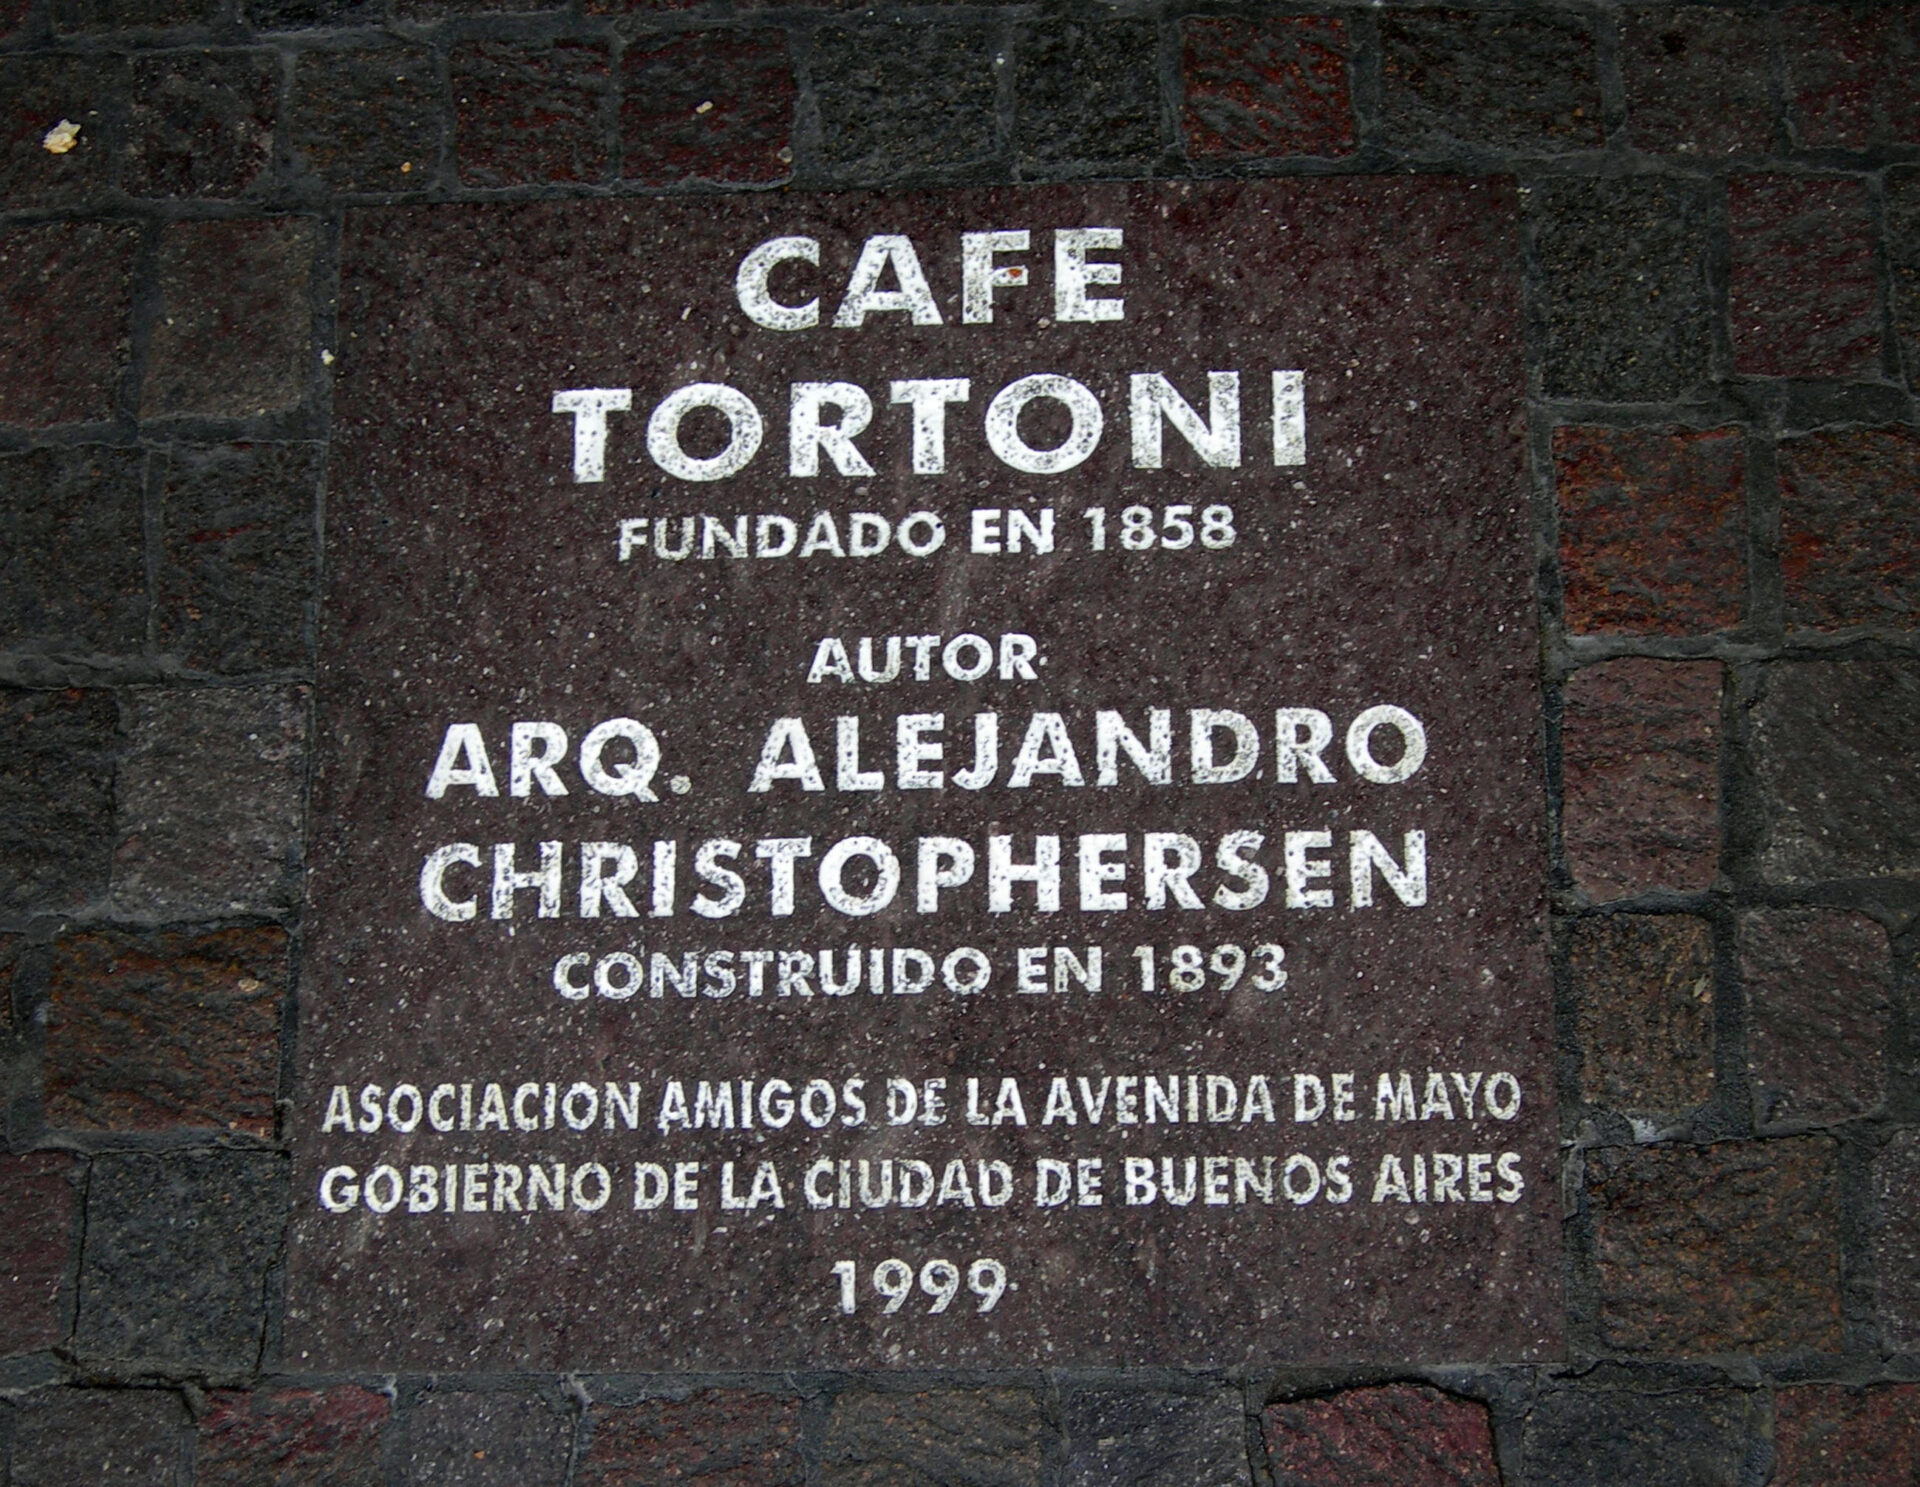 CAFE
TORTONI
FUNDADO EN 1858
AUTOR
ARQ. ALEJANDRO
CHRISTOPHERSEN
CONSTRUIDO EN 1893
ASOCIACION AMIGOS DE LA AVENIDA DE MAYO
GOBIERNO DE LA CIUDAD DE BUENOS AIRES
1999